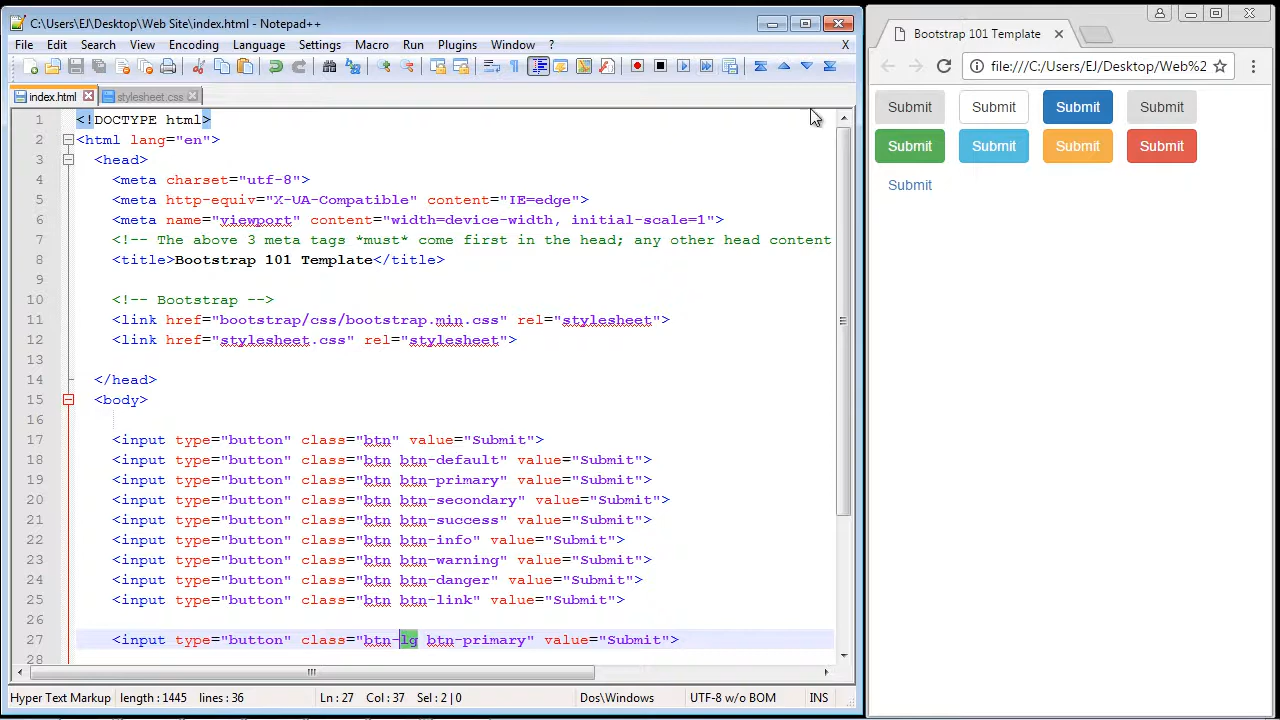 C:\Users\EJ\Desktop\Web Site\index.html - Notepad++
File Edit Search View Encoding Language Settings Macro Run Plugins Window ? X
index.html stylesheet.css
1 <!DOCTYPE html>
2 <html lang="en">
3 <head>
4 <meta charset="utf-8">
5 <meta http-equiv="X-UA-Compatible" content="IE=edge">
6 <meta name="viewport" content="width=device-width, initial-scale=1">
7 <!-- The above 3 meta tags *must* come first in the head; any other head content
8 <title>Bootstrap 101 Template</title>
9
10 <!-- Bootstrap -->
11 <link href="bootstrap/css/bootstrap.min.css" rel="stylesheet">
12 <link href="stylesheet.css" rel="stylesheet">
13
14 </head>
15 <body>
16
17 <input type="button" class="btn" value="Submit">
18 <input type="button" class="btn btn-default" value="Submit">
19 <input type="button" class="btn btn-primary" value="Submit">
20 <input type="button" class="btn btn-secondary" value="Submit">
21 <input type="button" class="btn btn-success" value="Submit">
22 <input type="button" class="btn btn-info" value="Submit">
23 <input type="button" class="btn btn-warning" value="Submit">
24 <input type="button" class="btn btn-danger" value="Submit">
25 <input type="button" class="btn btn-link" value="Submit">
26
27 <input type="button" class="btn-lg btn-primary" value="Submit">
28
Hyper Text Markup length : 1445 lines : 36 Ln : 27 Col : 37 Sel : 2 | 0 Dos\Windows UTF-8 w/o BOM INS
Bootstrap 101 Template
file:///C:/Users/EJ/Desktop/Web%2
Submit Submit Submit Submit
Submit Submit Submit Submit
Submit